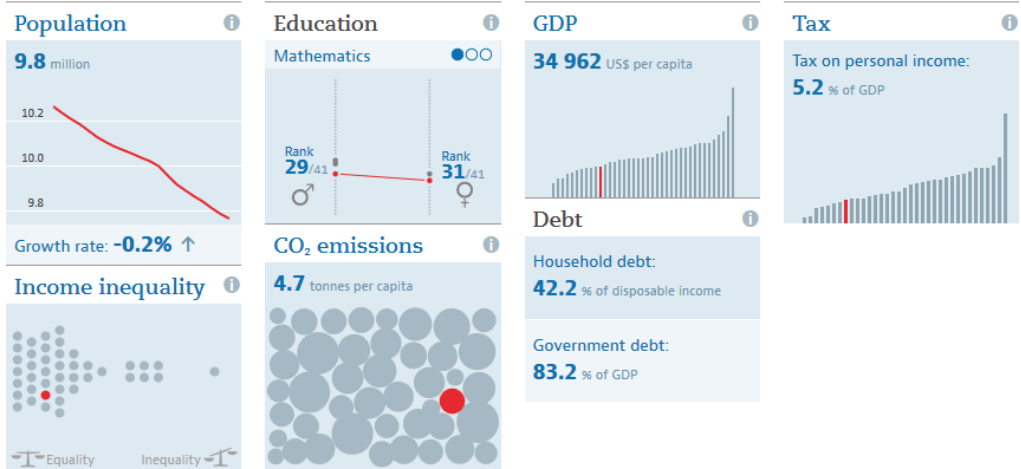 Population
9.8 million
10.2
10.0
9.8
Growth rate: -0.2% ↑
Income inequality
Equality
Inequality
Education
Mathematics
Rank
29/41
Rank
31/41
CO₂ emissions
4.7 tonnes per capita
GDP
34 962 US$ per capita
Debt
Household debt:
42.2 % of disposable income
Government debt:
83.2 % of GDP
Tax
Tax on personal income:
5.2 % of GDP